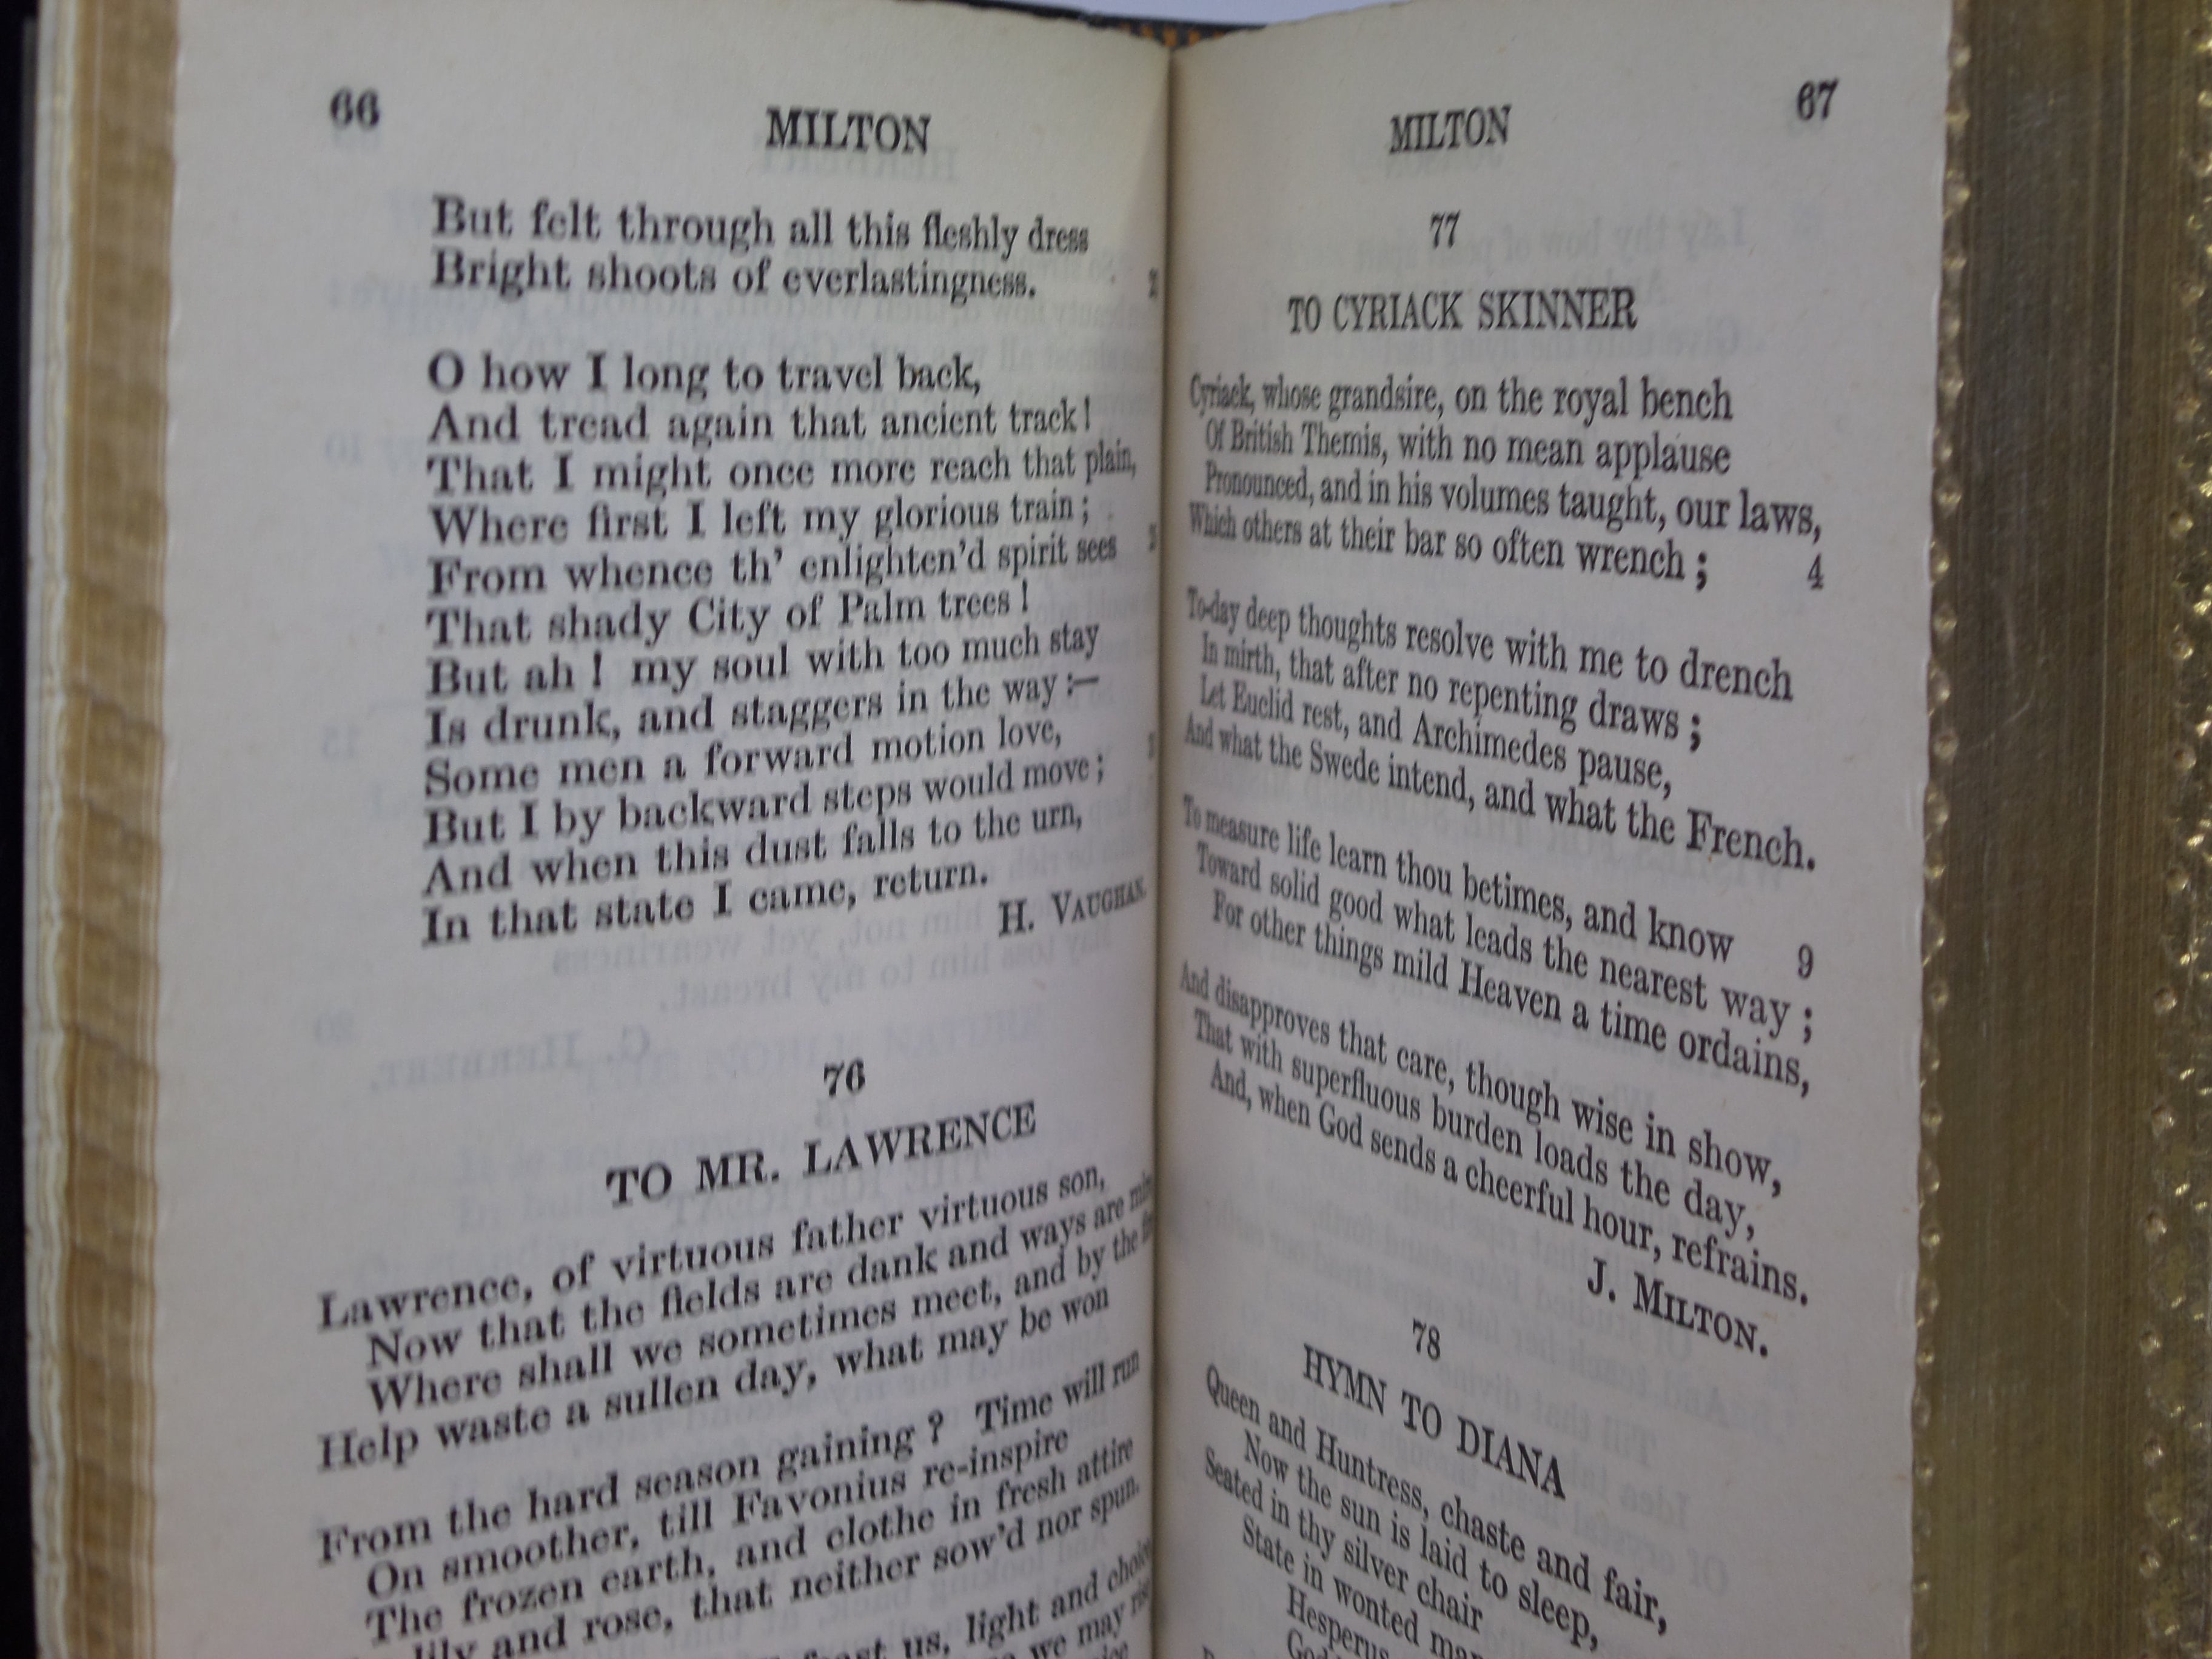 66
MILTON
But felt through all this fleshly dress
Bright shoots of everlastingness.
O how I long to travel back,
And tread again that ancient track!
That I might once more reach that plain,
Where first I left my glorious train;
From whence th' enlighten'd spirit sees
That shady City of Palm trees!
But ah! my soul with too much stay
Is drunk, and staggers in the way:—
Some men a forward motion love,
But I by backward steps would move;
And when this dust falls to the urn,
In that state I came, return.
H. VAUGHAN
76
TO MR. LAWRENCE
Lawrence, of virtuous father virtuous son,
Now that the fields are dank and ways are
Where shall we sometimes meet, and by the
Help waste a sullen day, what may be won
From the hard season gaining? Time will run
On smoother, till Favonius re-inspire
The frozen earth, and clothe in fresh attire
lily and rose, that neither sow'd nor spun.
us, light and
we may
MILTON
67
77
TO CYRIACK SKINNER
Cyriack, whose grandsire, on the royal bench
Of British Themis, with no mean applause
Pronounced, and in his volumes taught, our laws,
Which others at their bar so often wrench; 4
To-day deep thoughts resolve with me to drench
In mirth, that after no repenting draws;
Let Euclid rest, and Archimedes pause,
And what the Swede intend, and what the French.
To measure life learn thou betimes, and know 9
Toward solid good what leads the nearest way;
For other things mild Heaven a time ordains,
And disapproves that care, though wise in show,
That with superfluous burden loads the day,
And, when God sends a cheerful hour, refrains.
J. MILTON.
78
HYMN TO DIANA
Queen and Huntress, chaste and fair,
Now the sun is laid to sleep,
Seated in thy silver chair
State in wonted
Hesperus